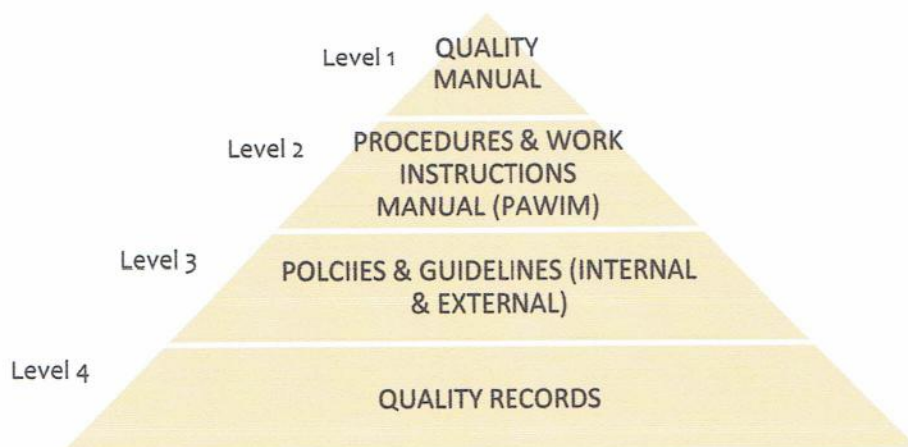 Level 1
QUALITY
MANUAL
Level 2
PROCEDURES & WORK
INSTRUCTIONS
MANUAL (PAWIM)
Level 3
POLCIIES & GUIDELINES (INTERNAL
& EXTERNAL)
Level 4
QUALITY RECORDS